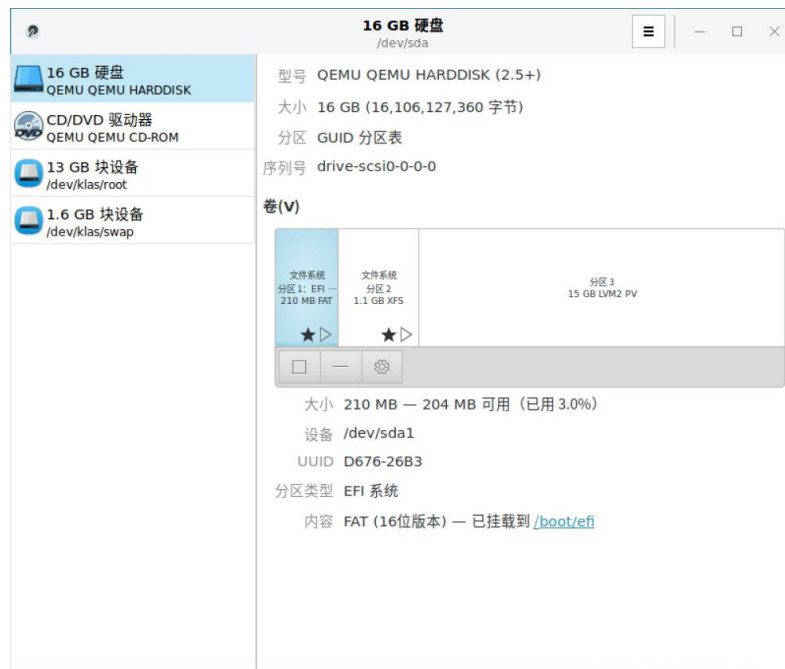 16 GB 硬盘
/dev/sda
16 GB 硬盘
QEMU QEMU HARDDISK
CD/DVD 驱动器
QEMU QEMU CD-ROM
13 GB 块设备
/dev/klas/root
1.6 GB 块设备
/dev/klas/swap
型号 QEMU QEMU HARDDISK (2.5+)
大小 16 GB (16,106,127,360 字节)
分区 GUID 分区表
序列号 drive-scsi0-0-0-0
卷(V)
文件系统
分区 1: EFI ···
210 MB FAT
文件系统
分区 2
1.1 GB XFS
分区 3
15 GB LVM2 PV
大小 210 MB — 204 MB 可用（已用 3.0%）
设备 /dev/sda1
UUID D676-26B3
分区类型 EFI 系统
内容 FAT (16位版本) — 已挂载到 /boot/efi